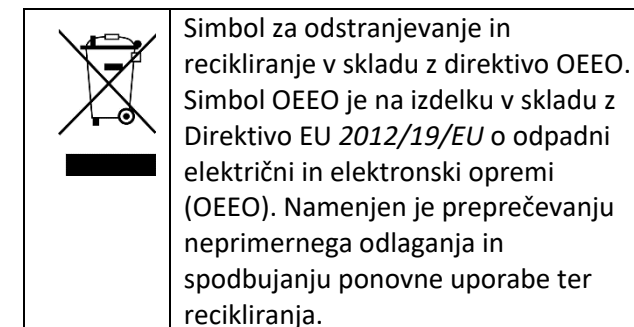 Simbol za odstranjevanje in
recikliranje v skladu z direktivo OEEO.
Simbol OEEO je na izdelku v skladu z
Direktivo EU 2012/19/EU o odpadni
električni in elektronski opremi
(OEEO). Namenjen je preprečevanju
neprimernega odlaganja in
spodbujanju ponovne uporabe ter
recikliranja.